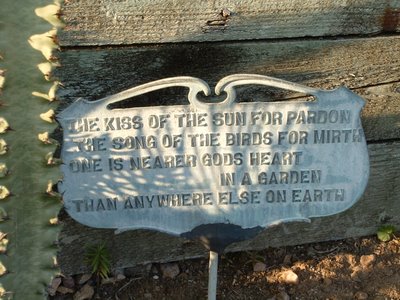 THE KISS OF THE SUN FOR PARDON
THE SONG OF THE BIRDS FOR MIRTH
ONE IS NEARER GODS HEART
IN A GARDEN
THAN ANYWHERE ELSE ON EARTH